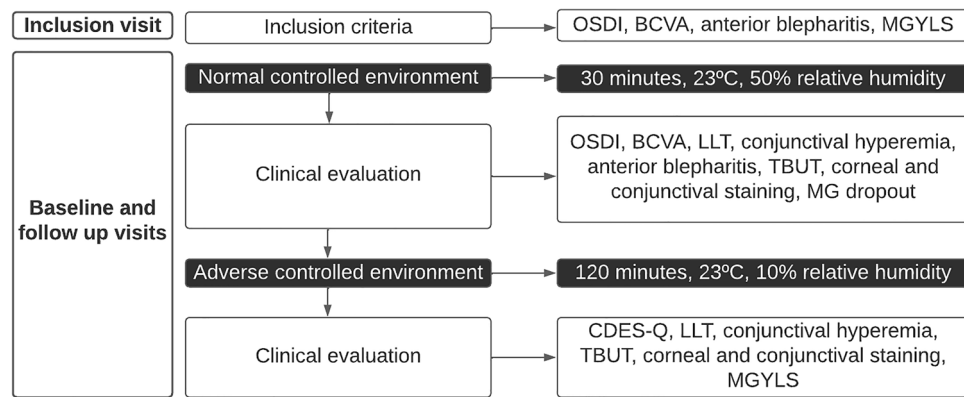 Inclusion visit
Inclusion criteria
OSDI, BCVA, anterior blepharitis, MGYLS
Baseline and
follow up visits
Normal controlled environment
30 minutes, 23ºC, 50% relative humidity
Clinical evaluation
OSDI, BCVA, LLT, conjunctival hyperemia,
anterior blepharitis, TBUT, corneal and
conjunctival staining, MG dropout
Adverse controlled environment
120 minutes, 23ºC, 10% relative humidity
Clinical evaluation
CDES-Q, LLT, conjunctival hyperemia,
TBUT, corneal and conjunctival staining,
MGYLS